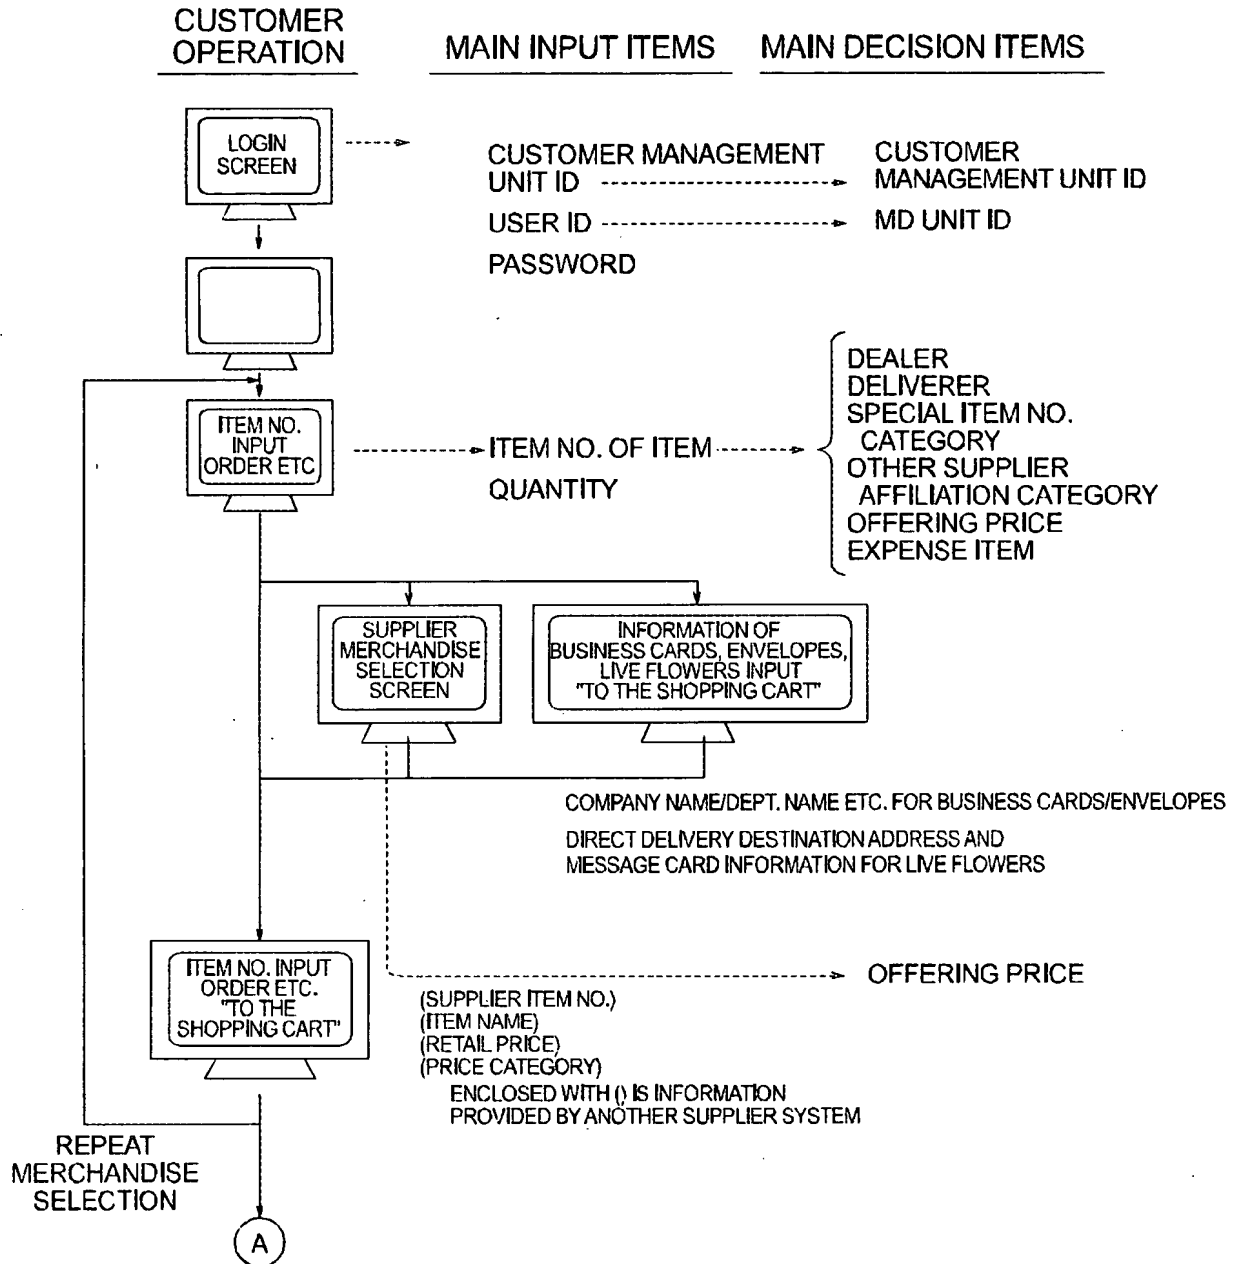 CUSTOMER
OPERATION
MAIN INPUT ITEMS
MAIN DECISION ITEMS
LOGIN
SCREEN
CUSTOMER MANAGEMENT
UNIT ID
CUSTOMER
MANAGEMENT UNIT ID
USER ID
MD UNIT ID
PASSWORD
ITEM NO.
INPUT
ORDER ETC
ITEM NO. OF ITEM
QUANTITY
DEALER
DELIVERER
SPECIAL ITEM NO.
CATEGORY
OTHER SUPPLIER
AFFILIATION CATEGORY
OFFERING PRICE
EXPENSE ITEM
SUPPLIER
MERCHANDISE
SELECTION
SCREEN
INFORMATION OF
BUSINESS CARDS, ENVELOPES,
LIVE FLOWERS INPUT
"TO THE SHOPPING CART"
COMPANY NAME/DEPT. NAME ETC. FOR BUSINESS CARDS/ENVELOPES
DIRECT DELIVERY DESTINATION ADDRESS AND
MESSAGE CARD INFORMATION FOR LIVE FLOWERS
ITEM NO. INPUT
ORDER ETC.
"TO THE
SHOPPING CART"
OFFERING PRICE
(SUPPLIER ITEM NO.)
(ITEM NAME)
(RETAIL PRICE)
(PRICE CATEGORY)
ENCLOSED WITH () IS INFORMATION
PROVIDED BY ANOTHER SUPPLIER SYSTEM
REPEAT
MERCHANDISE
SELECTION
A